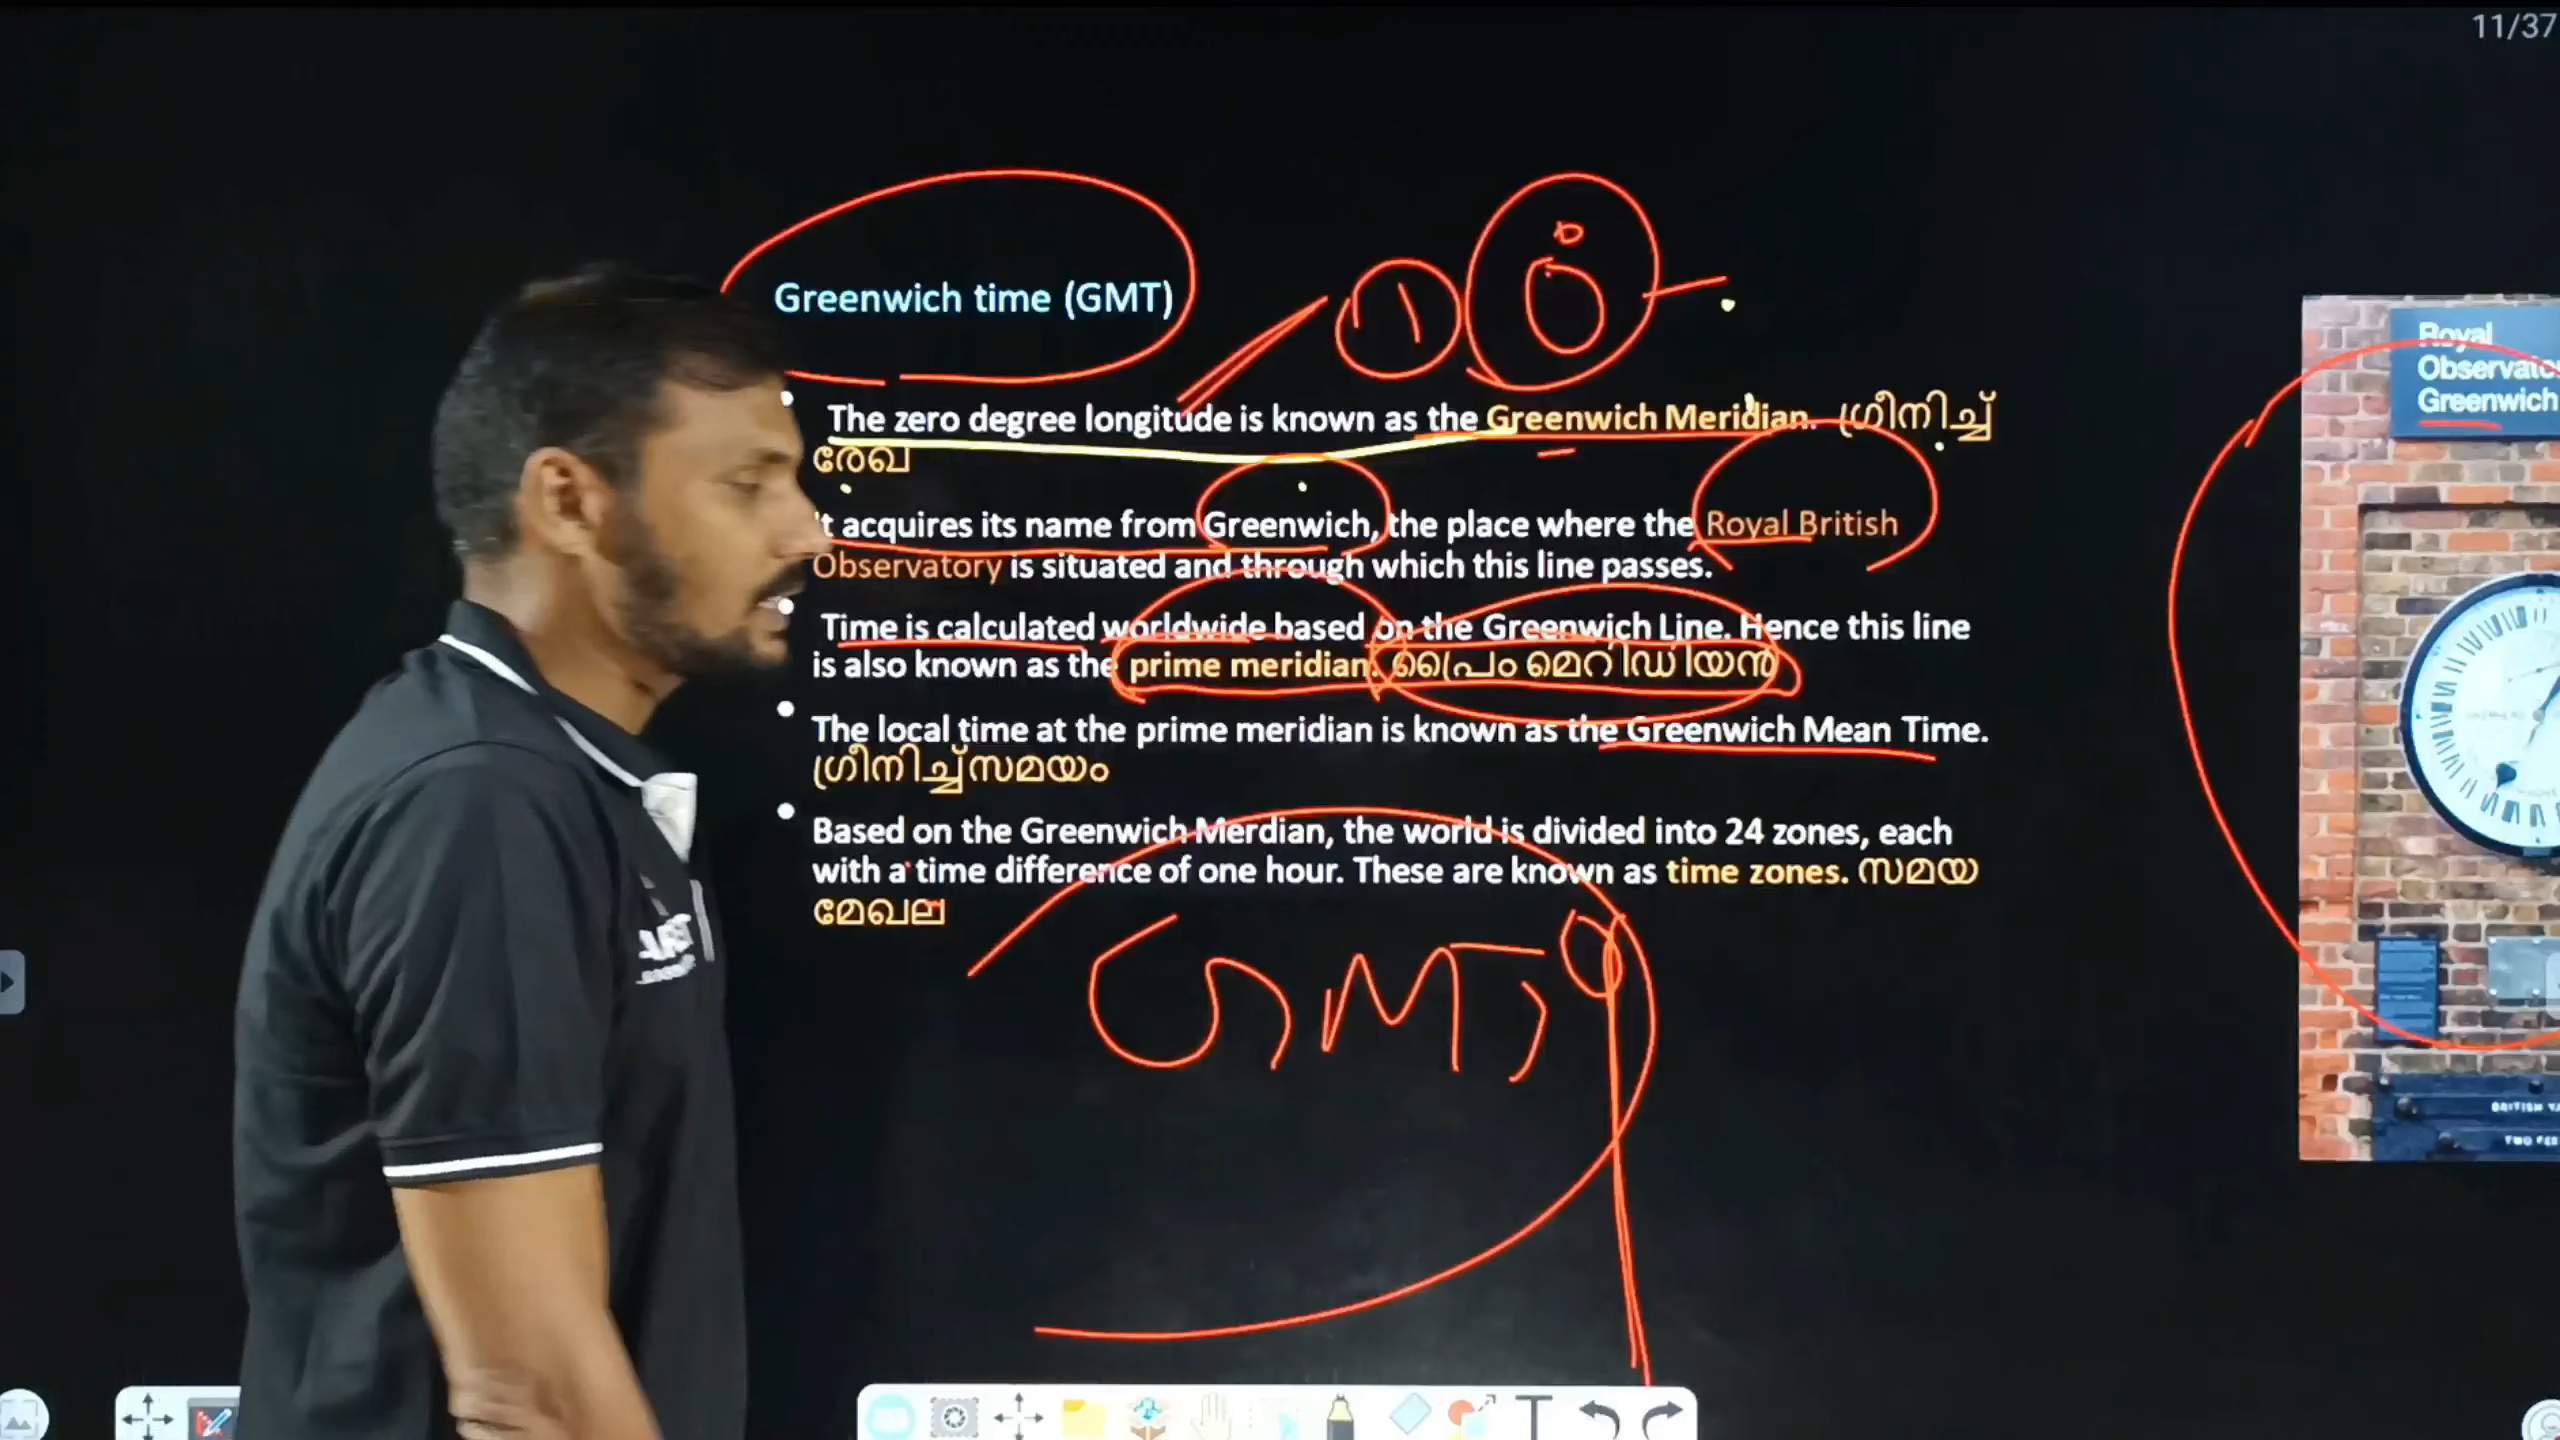 11/37
Greenwich time (GMT)
0°
The zero degree longitude is known as the Greenwich Meridian. ഗ്രീനിച്ച്
രേഖ
It acquires its name from Greenwich, the place where the Royal British
Observatory is situated and through which this line passes.
Time is calculated worldwide based on the Greenwich Line. Hence this line
is also known as the prime meridian. പ്രൈം മെറിഡിയൻ
The local time at the prime meridian is known as the Greenwich Mean Time.
ഗ്രീനിച്ച് സമയം
Based on the Greenwich Merdian, the world is divided into 24 zones, each
with a time difference of one hour. These are known as time zones. സമയ
മേഖല
GMT
Royal
Greenwich
BRITISH
TWO
T